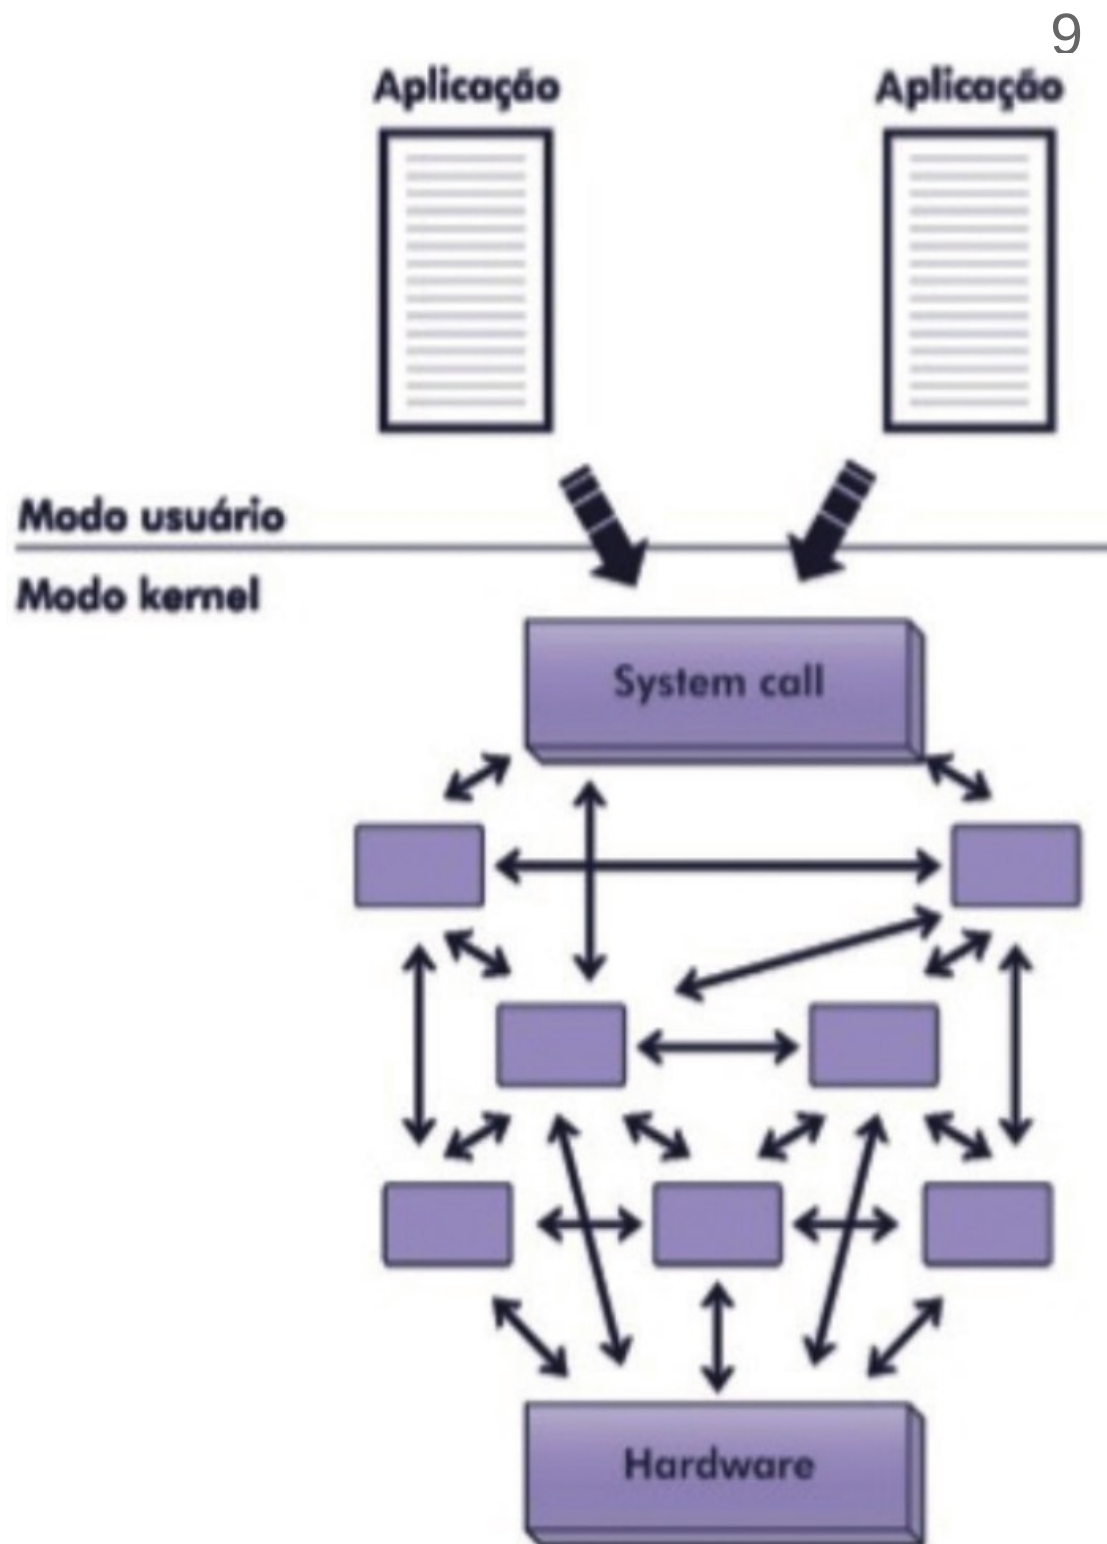 9
Aplicação Aplicação
Modo usuário
Modo kernel
System call
Hardware